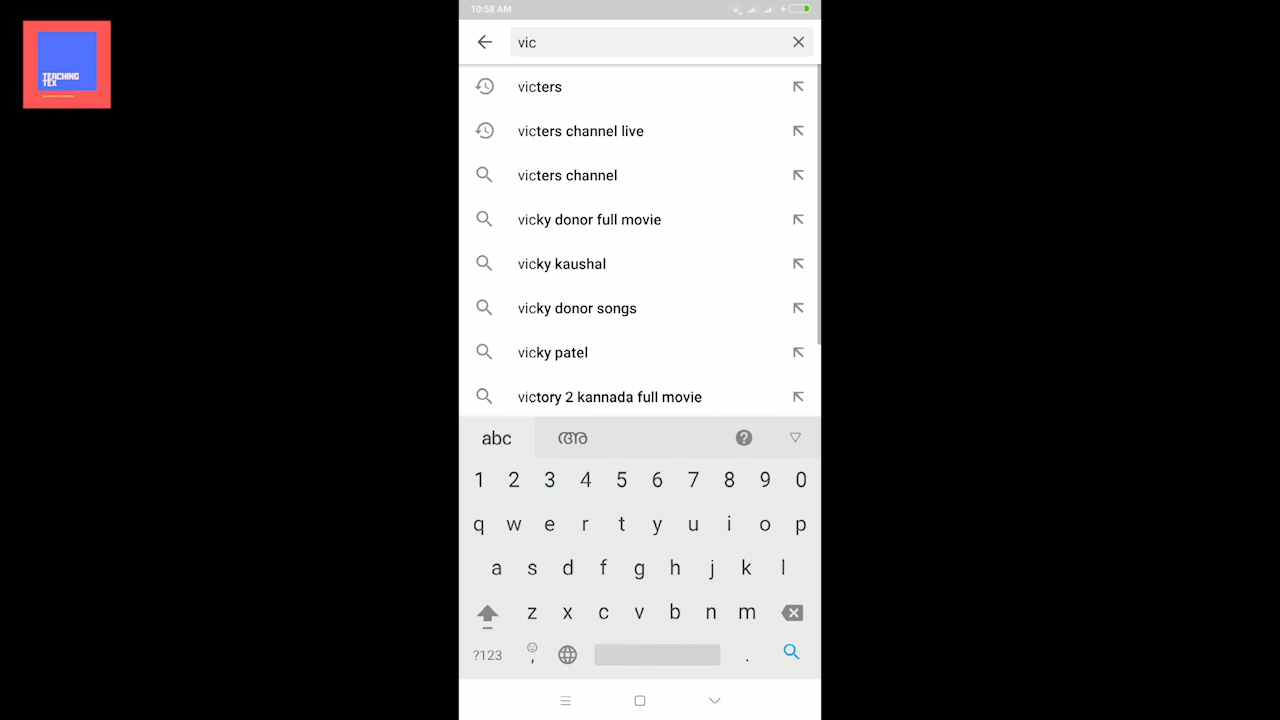 TEACHING
TEX
10:58 AM
vic
victers
victers channel live
victers channel
vicky donor full movie
vicky kaushal
vicky donor songs
vicky patel
victory 2 kannada full movie
abc അ
1 2 3 4 5 6 7 8 9 0
q w e r t y u i o p
a s d f g h j k l
z x c v b n m
?123 , .